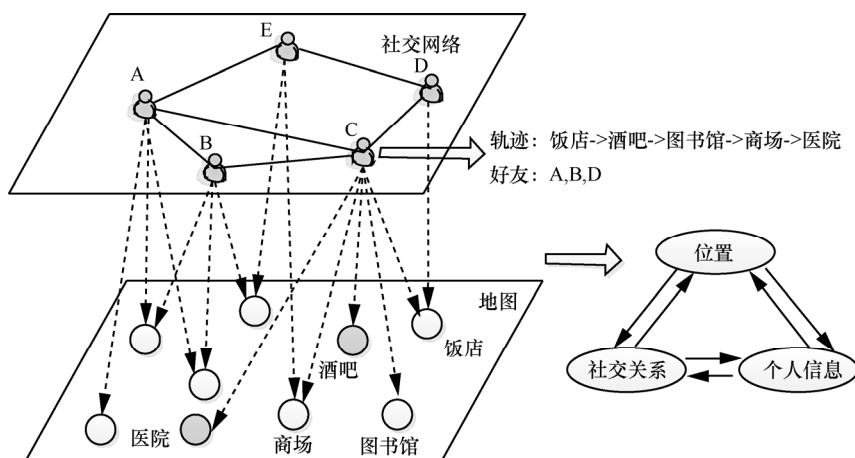 E
社交网络
D
A
B
C
轨迹：饭店->酒吧->图书馆->商场->医院
好友：A,B,D
位置
地图
饭店
酒吧
社交关系
个人信息
医院
商场
图书馆